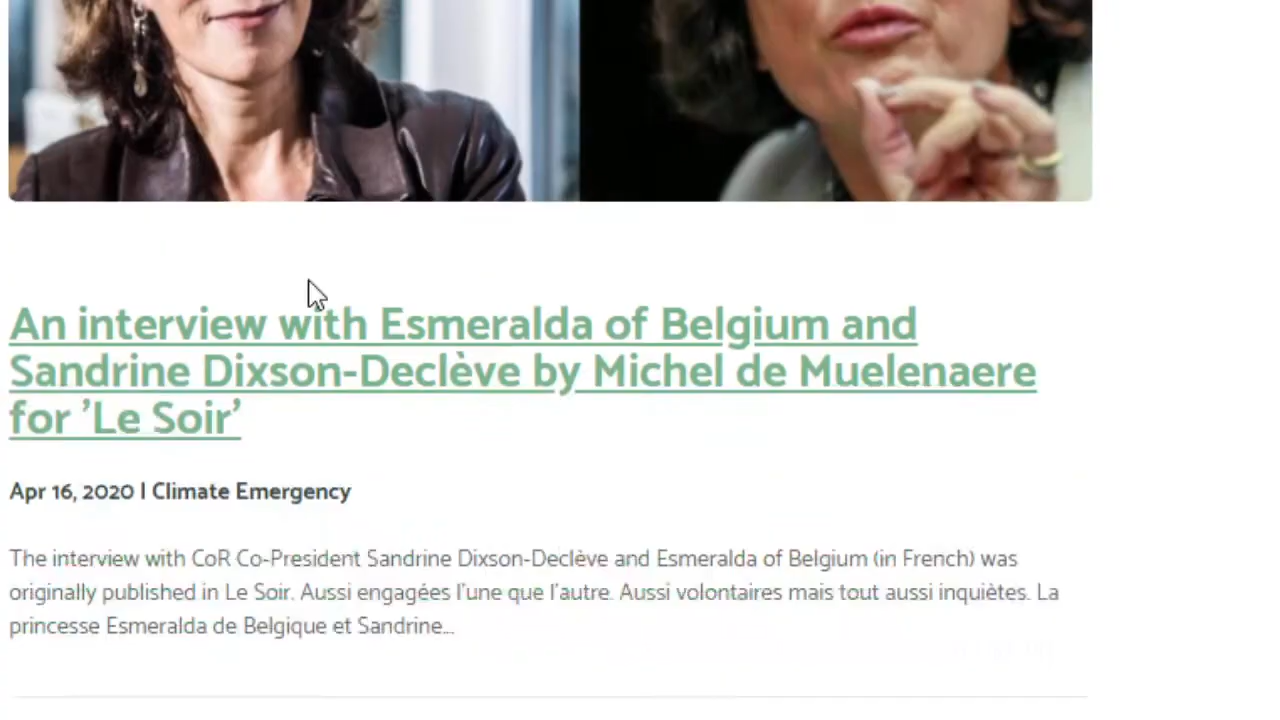 An interview with Esmeralda of Belgium and
Sandrine Dixson-Declève by Michel de Muelenaere
for ’Le Soir’
Apr 16, 2020 | Climate Emergency
The interview with CoR Co-President Sandrine Dixson-Declève and Esmeralda of Belgium (in French) was
originally published in Le Soir. Aussi engagées l’une que l’autre. Aussi volontaires mais tout aussi inquiètes. La
princesse Esmeralda de Belgique et Sandrine...